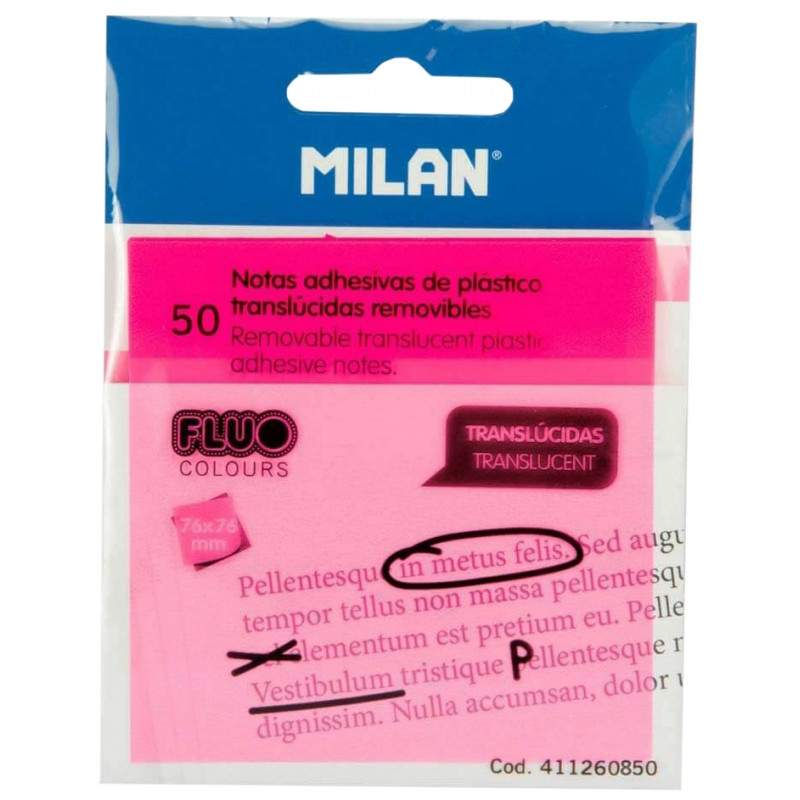 MILAN®
50
Notas adhesivas de plástico
translúcidas removibles
Removable translucent plastic
adhesive notes.
FLUO
COLOURS
TRANSLÚCIDAS
TRANSLUCENT
76x76
mm
Pellentesqu in metus felis. Sed augu
tempor tellus non massa pellentesqu
elementum est pretium eu. Pelle
Vestibulum tristique Pellentesque r
dignissim. Nulla accumsan, dolor
Cod. 411260850